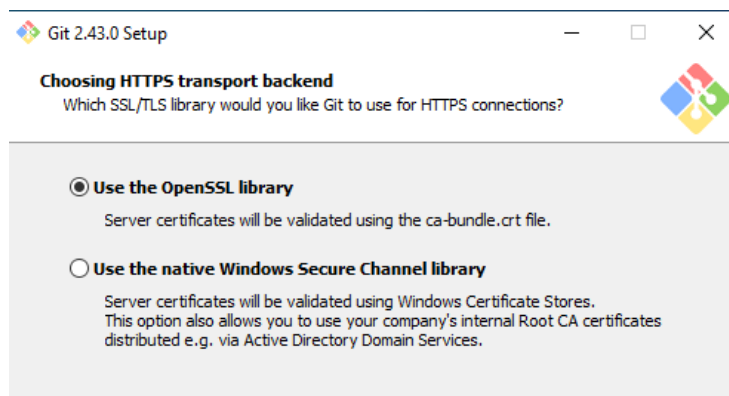 Git 2.43.0 Setup
Choosing HTTPS transport backend
Which SSL/TLS library would you like Git to use for HTTPS connections?
Use the OpenSSL library
Server certificates will be validated using the ca-bundle.crt file.
Use the native Windows Secure Channel library
Server certificates will be validated using Windows Certificate Stores.
This option also allows you to use your company's internal Root CA certificates
distributed e.g. via Active Directory Domain Services.